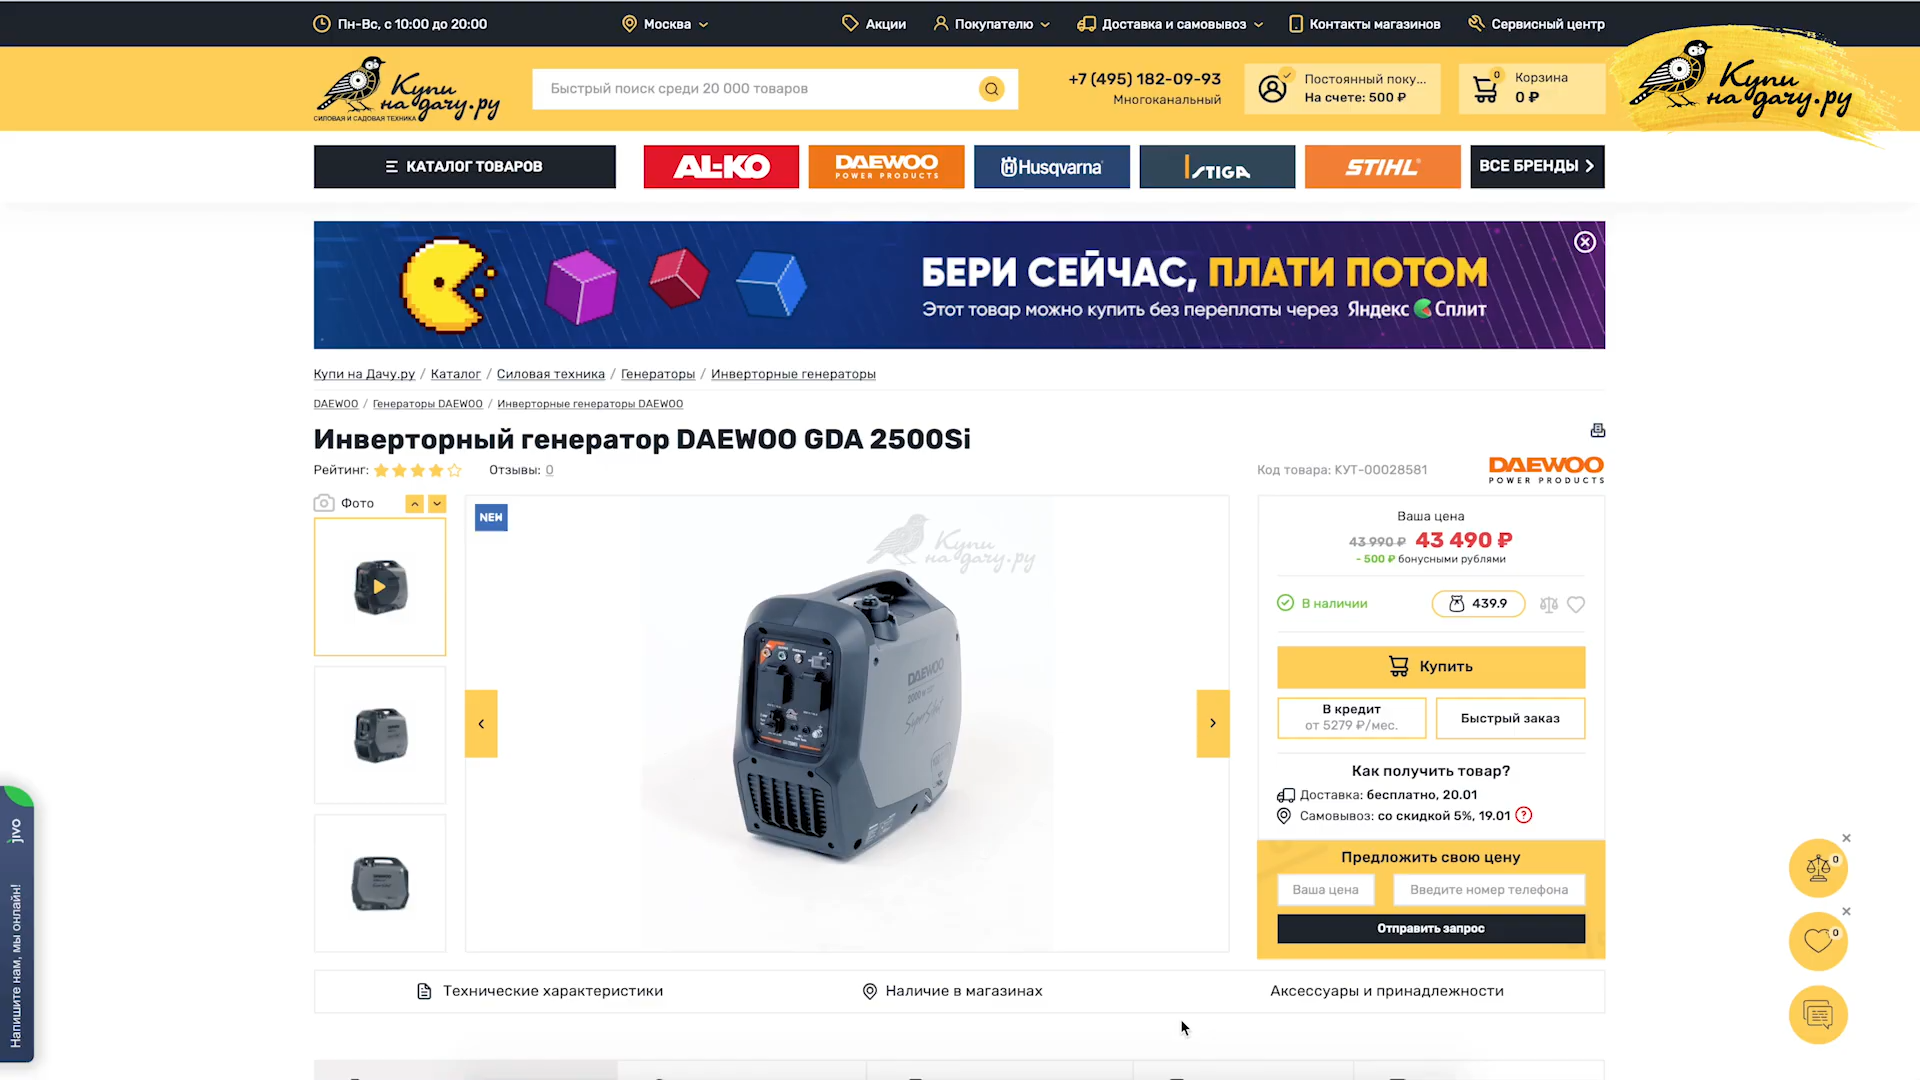 Пн-Вс, с 10:00 до 20:00
Москва
Акции
Покупателю
Доставка и самовывоз
Контакты магазинов
Сервисный центр
Купи на дачу.ру
СИЛОВАЯ И САДОВАЯ ТЕХНИКА
Быстрый поиск среди 20 000 товаров
+7 (495) 182-09-93
Многоканальный
Постоянный поку...
На счете: 500 ₽
0
Корзина
0 ₽
Купи на дачу.ру
КАТАЛОГ ТОВАРОВ
AL-KO
DAEWOO
POWER PRODUCTS
Husqvarna
STIGA
STIHL
ВСЕ БРЕНДЫ
БЕРИ СЕЙЧАС, ПЛАТИ ПОТОМ
Этот товар можно купить без переплаты через Яндекс Сплит
Купи на Дачу.ру / Каталог / Силовая техника / Генераторы / Инверторные генераторы
DAEWOO / Генераторы DAEWOO / Инверторные генераторы DAEWOO
Инверторный генератор DAEWOO GDA 2500Si
Рейтинг:
Отзывы: 0
Код товара: КУТ-00028581
DAEWOO
POWER PRODUCTS
Фото
NEW
Купи на дачу.ру
DAEWOO
Ваша цена
43 990 ₽ 43 490 ₽
- 500 ₽ бонусными рублями
В наличии
439.9
Купить
В кредит
от 5279 ₽/мес.
Быстрый заказ
Как получить товар?
Доставка: бесплатно, 20.01
Самовывоз: со скидкой 5%, 19.01
Предложить свою цену
Ваша цена
Введите номер телефона
Отправить запрос
Технические характеристики
Наличие в магазинах
Аксессуары и принадлежности
jivo
Напишите нам, мы онлайн!
0
0